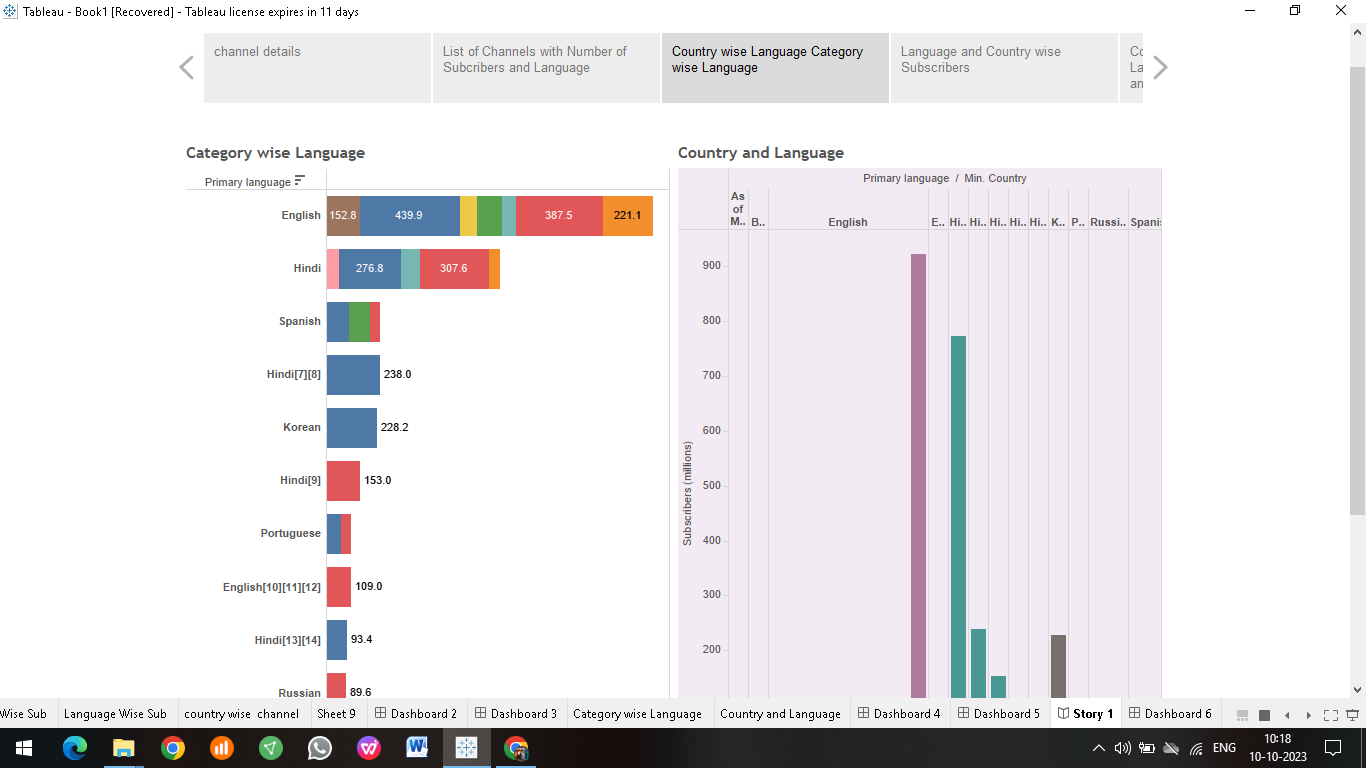 Tableau - Book1 [Recovered] - Tableau license expires in 11 days
channel details
List of Channels with Number of
Subcribers and Language
Country wise Language Category
wise Language
Language and Country wise
Subscribers
Co
La
an
Category wise Language
Primary language
English
152.8
439.9
387.5
221.1
Hindi
276.8
307.6
Spanish
Hindi[7][8]
238.0
Korean
228.2
Hindi[9]
153.0
Portuguese
English[10][11][12]
109.0
Hindi[13][14]
93.4
Russian
89.6
Country and Language
Primary language / Min. Country
As
of
M..
B..
English
E..
Hi..
Hi..
Hi..
Hi..
Hi..
K..
P..
Russi..
Spani
Subscribers (millions)
900
800
700
600
500
400
300
200
Wise Sub
Language Wise Sub
country wise channel
Sheet 9
Dashboard 2
Dashboard 3
Category wise Language
Country and Language
Dashboard 4
Dashboard 5
Story 1
Dashboard 6
ENG
10:18
10-10-2023